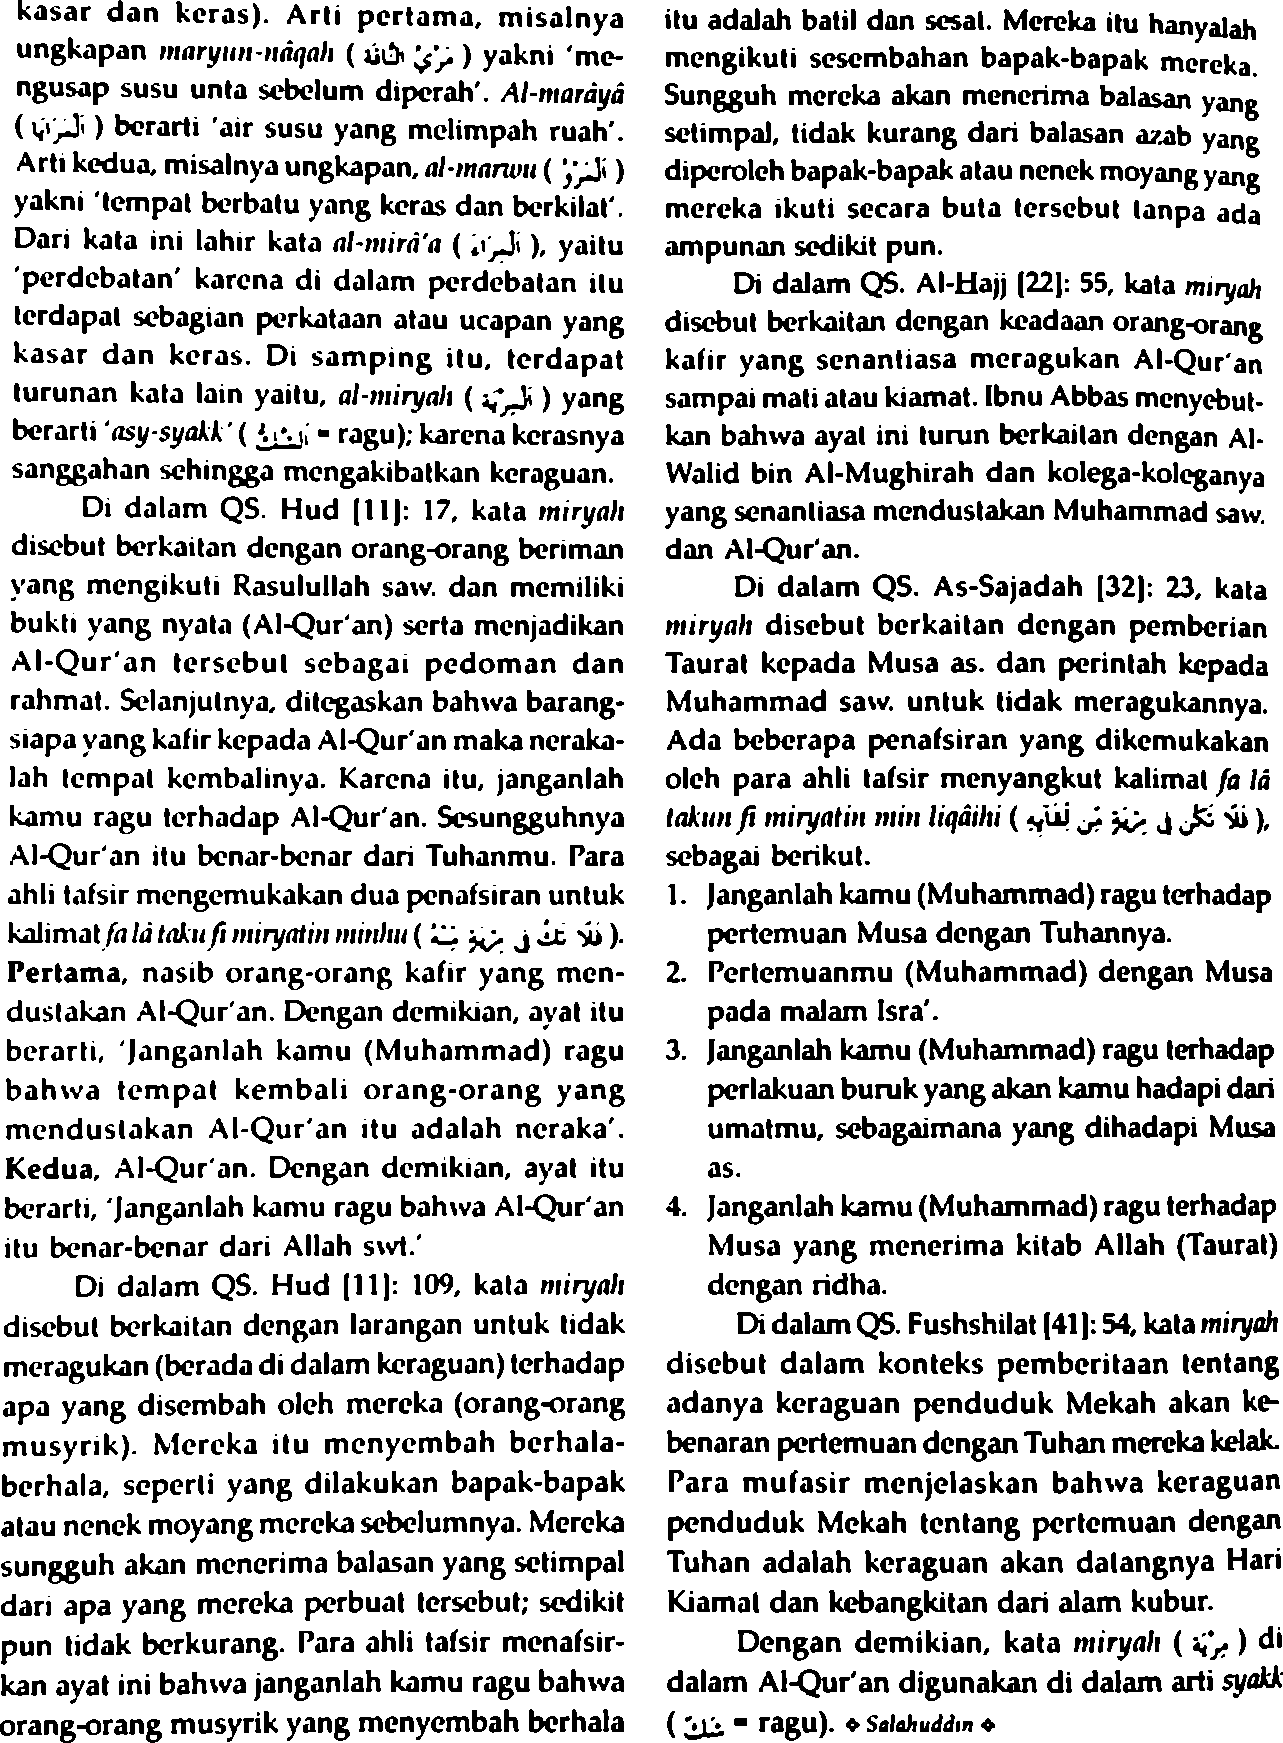 kasar dan keras). Arti pertama, misalnya
ungkapan maryun-nâqah ( مَرْيُ النَّاقَةِ ) yakni 'me-
ngusap susu unta sebelum diperah'. Al-marâyâ
( الْمَرَايَا ) berarti 'air susu yang melimpah ruah'.
Arti kedua, misalnya ungkapan, al-marwu ( الْمَرْوُ )
yakni 'tempat berbatu yang keras dan berkilat'.
Dari kata ini lahir kata al-mirâ'a ( الْمِرَاءَ ), yaitu
'perdebatan' karena di dalam perdebatan itu
terdapat sebagian perkataan atau ucapan yang
kasar dan keras. Di samping itu, terdapat
turunan kata lain yaitu, al-miryah ( الْمِرْيَةُ ) yang
berarti 'asy-syakk' ( الشَّكُّ = ragu); karena kerasnya
sanggahan sehingga mengakibatkan keraguan.
Di dalam QS. Hud [11]: 17, kata miryah
disebut berkaitan dengan orang-orang beriman
yang mengikuti Rasulullah saw. dan memiliki
bukti yang nyata (Al-Qur'an) serta menjadikan
Al-Qur'an tersebut sebagai pedoman dan
rahmat. Selanjutnya, ditegaskan bahwa barang-
siapa yang kafir kepada Al-Qur'an maka neraka-
lah tempat kembalinya. Karena itu, janganlah
kamu ragu terhadap Al-Qur'an. Sesungguhnya
Al-Qur'an itu benar-benar dari Tuhanmu. Para
ahli tafsir mengemukakan dua penafsiran untuk
kalimat fa lâ taku fi miryatin minhu ( فَلَا تَكُ فِي مِرْيَةٍ مِنْهُ ).
Pertama, nasib orang-orang kafir yang men-
dustakan Al-Qur'an. Dengan demikian, ayat itu
berarti, 'Janganlah kamu (Muhammad) ragu
bahwa tempat kembali orang-orang yang
mendustakan Al-Qur'an itu adalah neraka'.
Kedua, Al-Qur'an. Dengan demikian, ayat itu
berarti, 'Janganlah kamu ragu bahwa Al-Qur'an
itu benar-benar dari Allah swt.'
Di dalam QS. Hud [11]: 109, kata miryah
disebut berkaitan dengan larangan untuk tidak
meragukan (berada di dalam keraguan) terhadap
apa yang disembah oleh mereka (orang-orang
musyrik). Mereka itu menyembah berhala-
berhala, seperti yang dilakukan bapak-bapak
atau nenek moyang mereka sebelumnya. Mereka
sungguh akan menerima balasan yang setimpal
dari apa yang mereka perbuat tersebut; sedikit
pun tidak berkurang. Para ahli tafsir menafsir-
kan ayat ini bahwa janganlah kamu ragu bahwa
orang-orang musyrik yang menyembah berhala
itu adalah batil dan sesat. Mereka itu hanyalah
mengikuti sesembahan bapak-bapak mereka.
Sungguh mereka akan menerima balasan yang
setimpal, tidak kurang dari balasan azab yang
diperoleh bapak-bapak atau nenek moyang yang
mereka ikuti secara buta tersebut tanpa ada
ampunan sedikit pun.
Di dalam QS. Al-Hajj [22]: 55, kata miryah
disebut berkaitan dengan keadaan orang-orang
kafir yang senantiasa meragukan Al-Qur'an
sampai mati atau kiamat. Ibnu Abbas menyebut-
kan bahwa ayat ini turun berkaitan dengan Al-
Walid bin Al-Mughirah dan kolega-koleganya
yang senantiasa mendustakan Muhammad saw.
dan Al-Qur'an.
Di dalam QS. As-Sajadah [32]: 23, kata
miryah disebut berkaitan dengan pemberian
Taurat kepada Musa as. dan perintah kepada
Muhammad saw. untuk tidak meragukannya.
Ada beberapa penafsiran yang dikemukakan
oleh para ahli tafsir menyangkut kalimat fa lâ
takun fi miryatin min liqâihi ( فَلَا تَكُنْ فِي مِرْيَةٍ مِنْ لِقَائِهِ ),
sebagai berikut.
1. Janganlah kamu (Muhammad) ragu terhadap
pertemuan Musa dengan Tuhannya.
2. Pertemuanmu (Muhammad) dengan Musa
pada malam Isra'.
3. Janganlah kamu (Muhammad) ragu terhadap
perlakuan buruk yang akan kamu hadapi dari
umatmu, sebagaimana yang dihadapi Musa
as.
4. Janganlah kamu (Muhammad) ragu terhadap
Musa yang menerima kitab Allah (Taurat)
dengan ridha.
Di dalam QS. Fushshilat [41]: 54, kata miryah
disebut dalam konteks pemberitaan tentang
adanya keraguan penduduk Mekah akan ke-
benaran pertemuan dengan Tuhan mereka kelak.
Para mufasir menjelaskan bahwa keraguan
penduduk Mekah tentang pertemuan dengan
Tuhan adalah keraguan akan datangnya Hari
Kiamat dan kebangkitan dari alam kubur.
Dengan demikian, kata miryah ( مِرْيَةٌ ) di
dalam Al-Qur'an digunakan di dalam arti syakk
( شَكٌّ = ragu). ◆ Salahuddin ◆